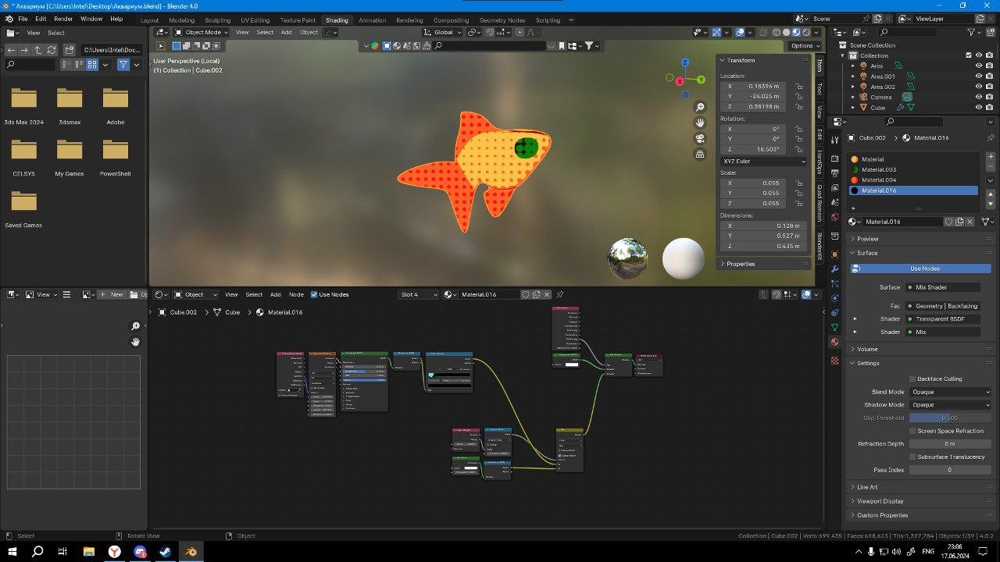 * Аквариум [C:\Users\Intel\Desktop\Аквариум.blend] - Blender 4.0
File Edit Render Window Help Layout Modeling Sculpting UV Editing Texture Paint Shading Animation Rendering Compositing Geometry Nodes Scripting Scene ViewLayer
View Select
C:\Users\Intel\Doc...
3ds Max 2024 3dsmax Adobe
CELSYS My Games PowerShell
Saved Games
Object Mode View Select Add Object Global
Options
User Perspective (Local)
(1) Collection | Cube.002
Z
Y
X
Transform
Location:
X -0.18396 m
Y -24.025 m
Z 0.38198 m
Rotation:
X 0°
Y 0°
Z 18.503°
XYZ Euler
Scale:
X 0.055
Y 0.055
Z 0.055
Dimensions:
X 0.128 m
Y 0.527 m
Z 0.435 m
Properties
Item
Tool
View
Edit
HardOps
Quad Remesh
BlenderKit
Scene Collection
Collection
Area
Area.001
Area.002
Camera
Cube
Cube.002 Material.016
Material
Material.003
Material.004
Material.016
Material.016
Preview
Surface
Use Nodes
Surface Mix Shader
Fac: Geometry | Backfacing
Shader Transparent BSDF
Shader Mix
Volume
Settings
Backface Culling
Blend Mode Opaque
Shadow Mode Opaque
Clip Threshold 0.500
Screen Space Refraction
Refraction Depth 0 m
Subsurface Translucency
Pass Index 0
Line Art
Viewport Display
Custom Properties
View New Op
Object View Select Add Node Use Nodes Slot 4 Material.016
Cube.002 Cube Material.016
Select Rotate View Object
Collection | Cube.002 | Verts:699,435 | Faces:698,623 | Tris:1,397,784 | Objects:1/39 | 4.0.2
ENG
23:06
17.06.2024